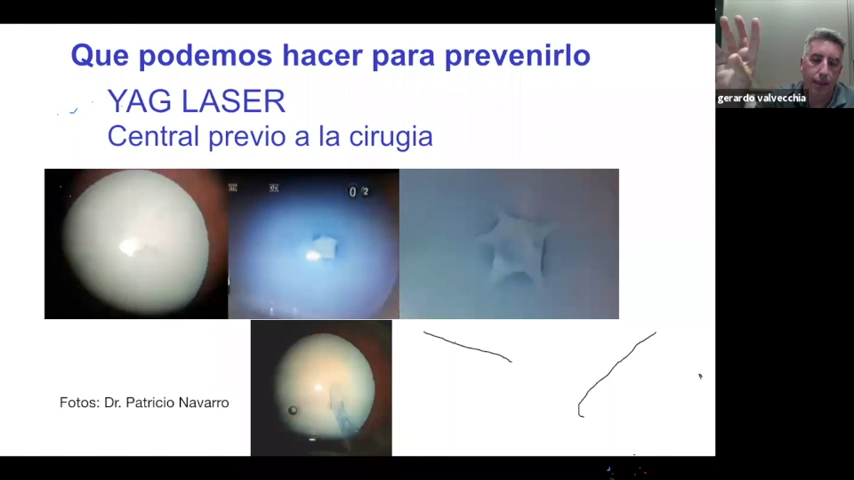 Que podemos hacer para prevenirlo
YAG LASER
Central previo a la cirugia
gerardo valvecchia
Fotos: Dr. Patricio Navarro